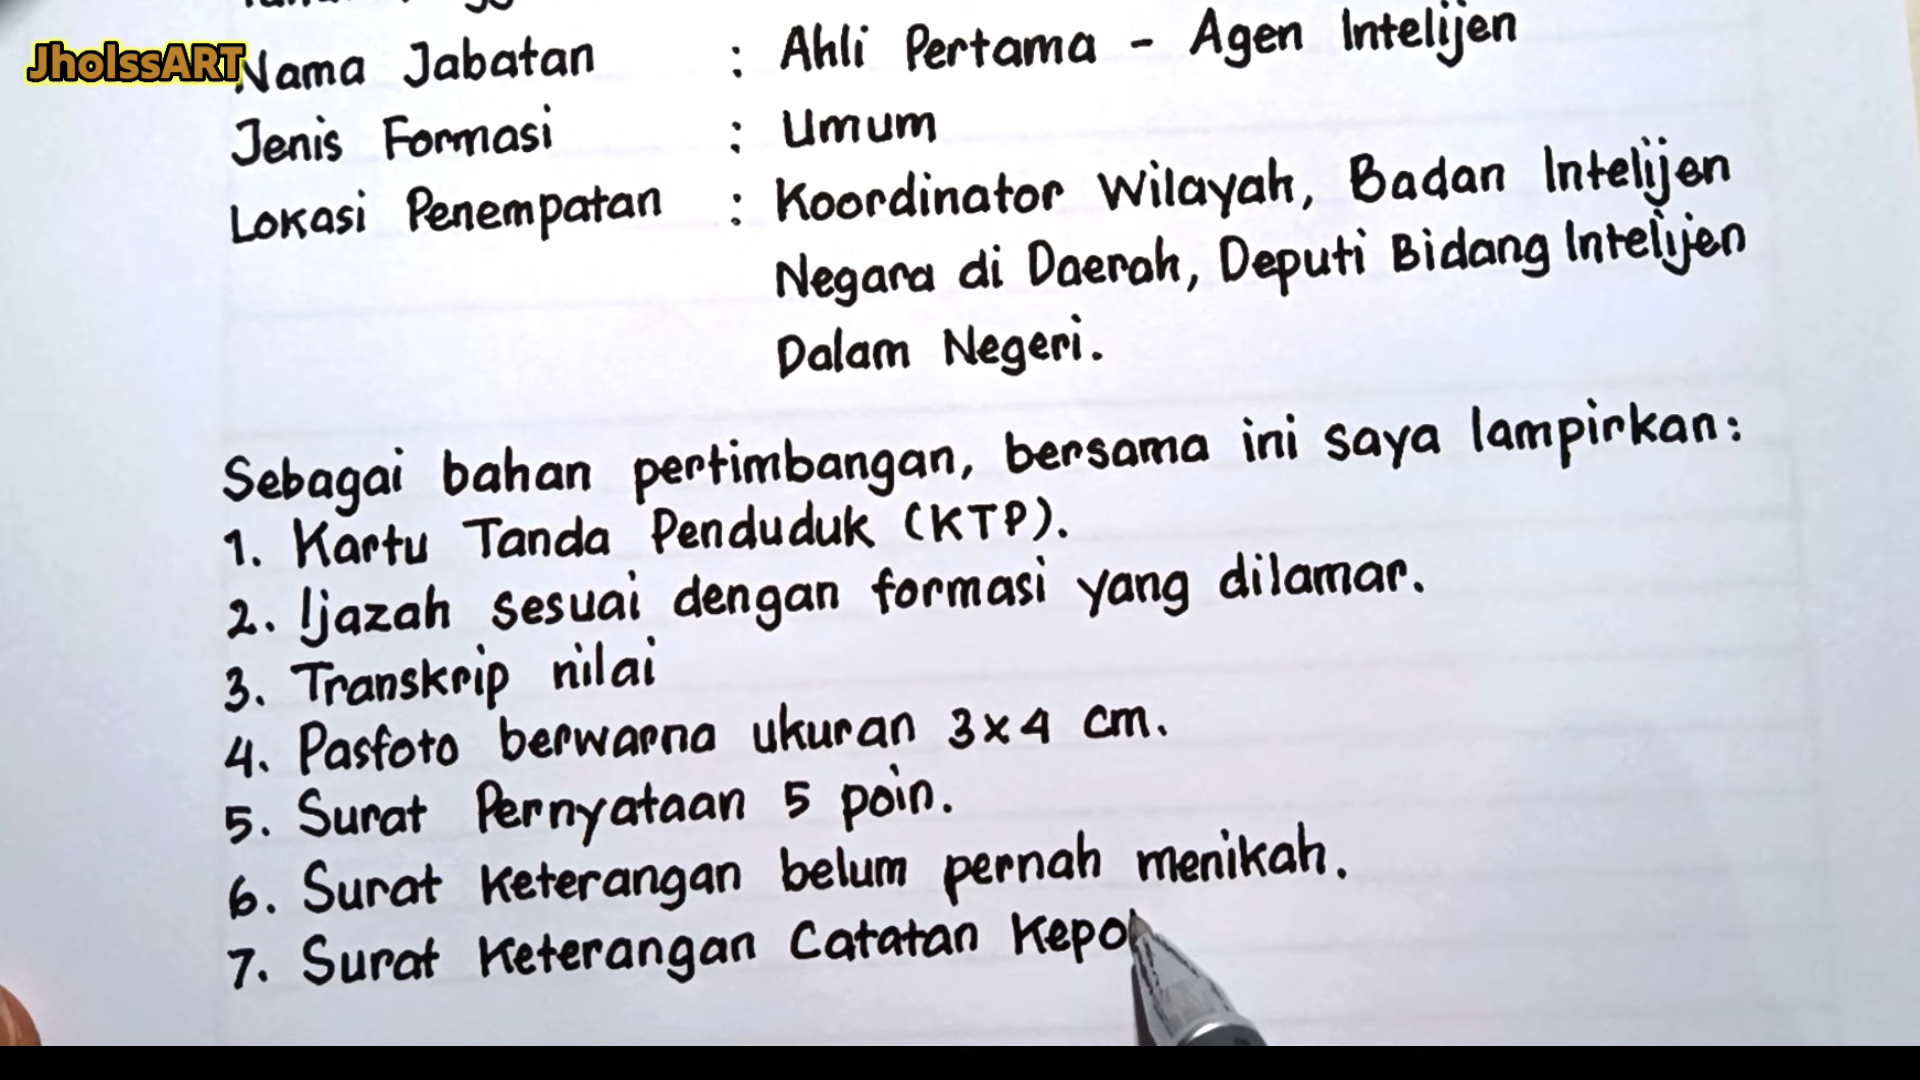 JhoIssART
Nama Jabatan : Ahli Pertama - Agen Intelijen
Jenis Formasi : Umum
Lokasi Penempatan : Koordinator Wilayah, Badan Intelijen
Negara di Daerah, Deputi Bidang Intelijen
Dalam Negeri.
Sebagai bahan pertimbangan, bersama ini saya lampirkan:
1. Kartu Tanda Penduduk (KTP).
2. Ijazah sesuai dengan formasi yang dilamar.
3. Transkrip nilai
4. Pasfoto berwarna ukuran 3x4 cm.
5. Surat Pernyataan 5 poin.
6. Surat Keterangan belum pernah menikah.
7. Surat Keterangan Catatan Kepo